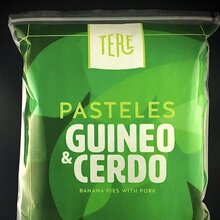 TERE
PASTELES
GUINEO
& CERDO
BANANA PIES WITH PORK